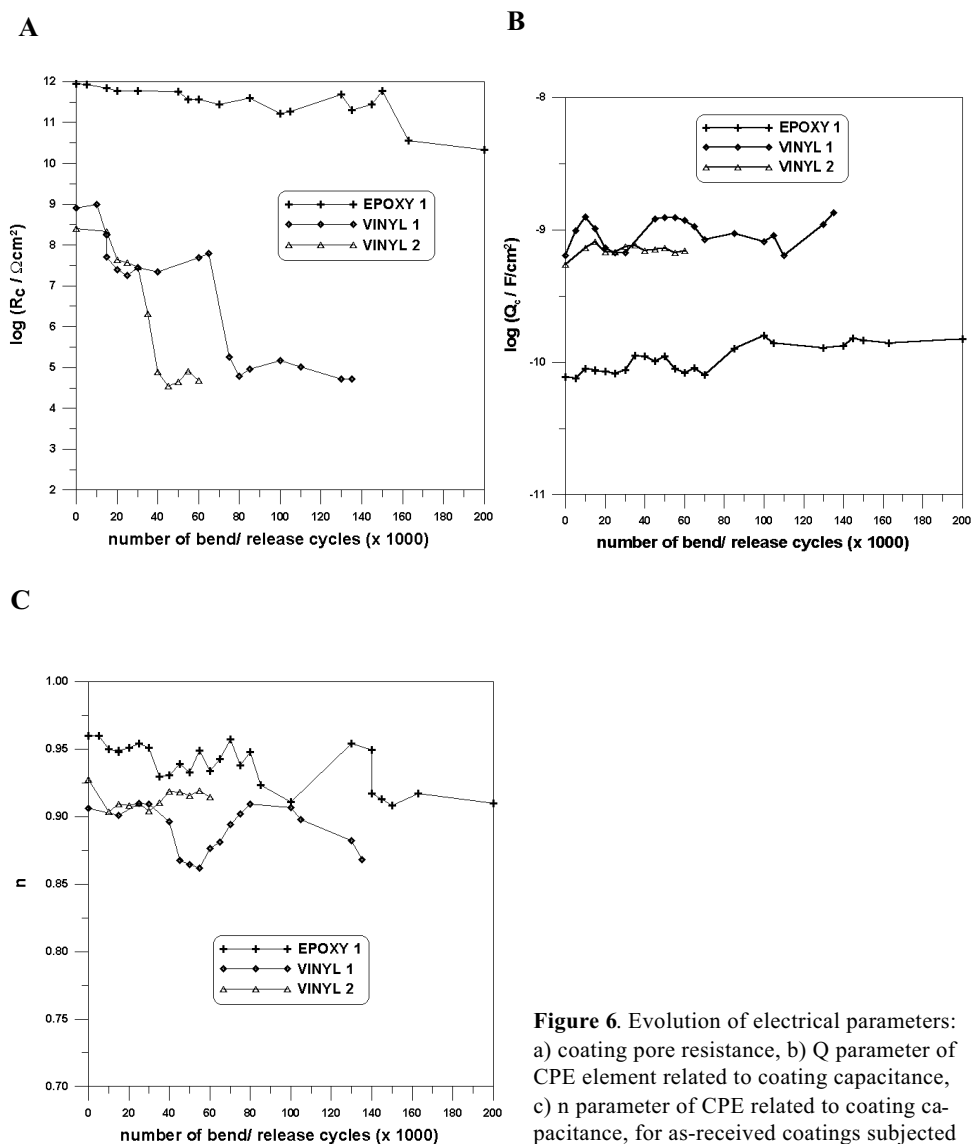 A
12
11
10
9
8
7
6
5
4
3
2
log (Rc / Ωcm²)
EPOXY 1
VINYL 1
VINYL 2
0 20 40 60 80 100 120 140 160 180 200
number of bend/ release cycles (x 1000)
B
-8
-9
-10
-11
log (Qc / F/cm²)
EPOXY 1
VINYL 1
VINYL 2
0 20 40 60 80 100 120 140 160 180 200
number of bend/ release cycles (x 1000)
C
1.00
0.95
0.90
0.85
0.80
0.75
0.70
n
EPOXY 1
VINYL 1
VINYL 2
0 20 40 60 80 100 120 140 160 180 200
number of bend/ release cycles (x 1000)
Figure 6. Evolution of electrical parameters:
a) coating pore resistance, b) Q parameter of
CPE element related to coating capacitance,
c) n parameter of CPE related to coating ca-
pacitance, for as-received coatings subjected